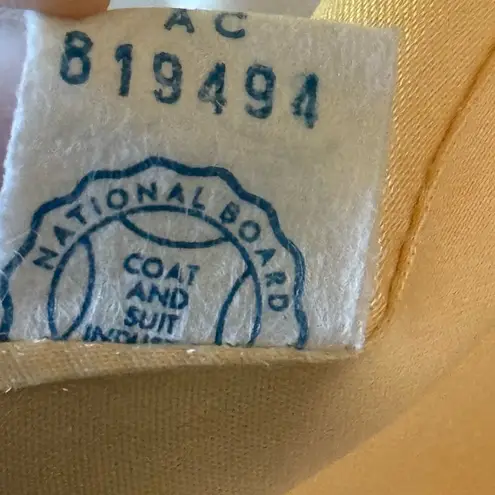 AC
819494
NATIONAL BOARD
COAT
AND
SUIT